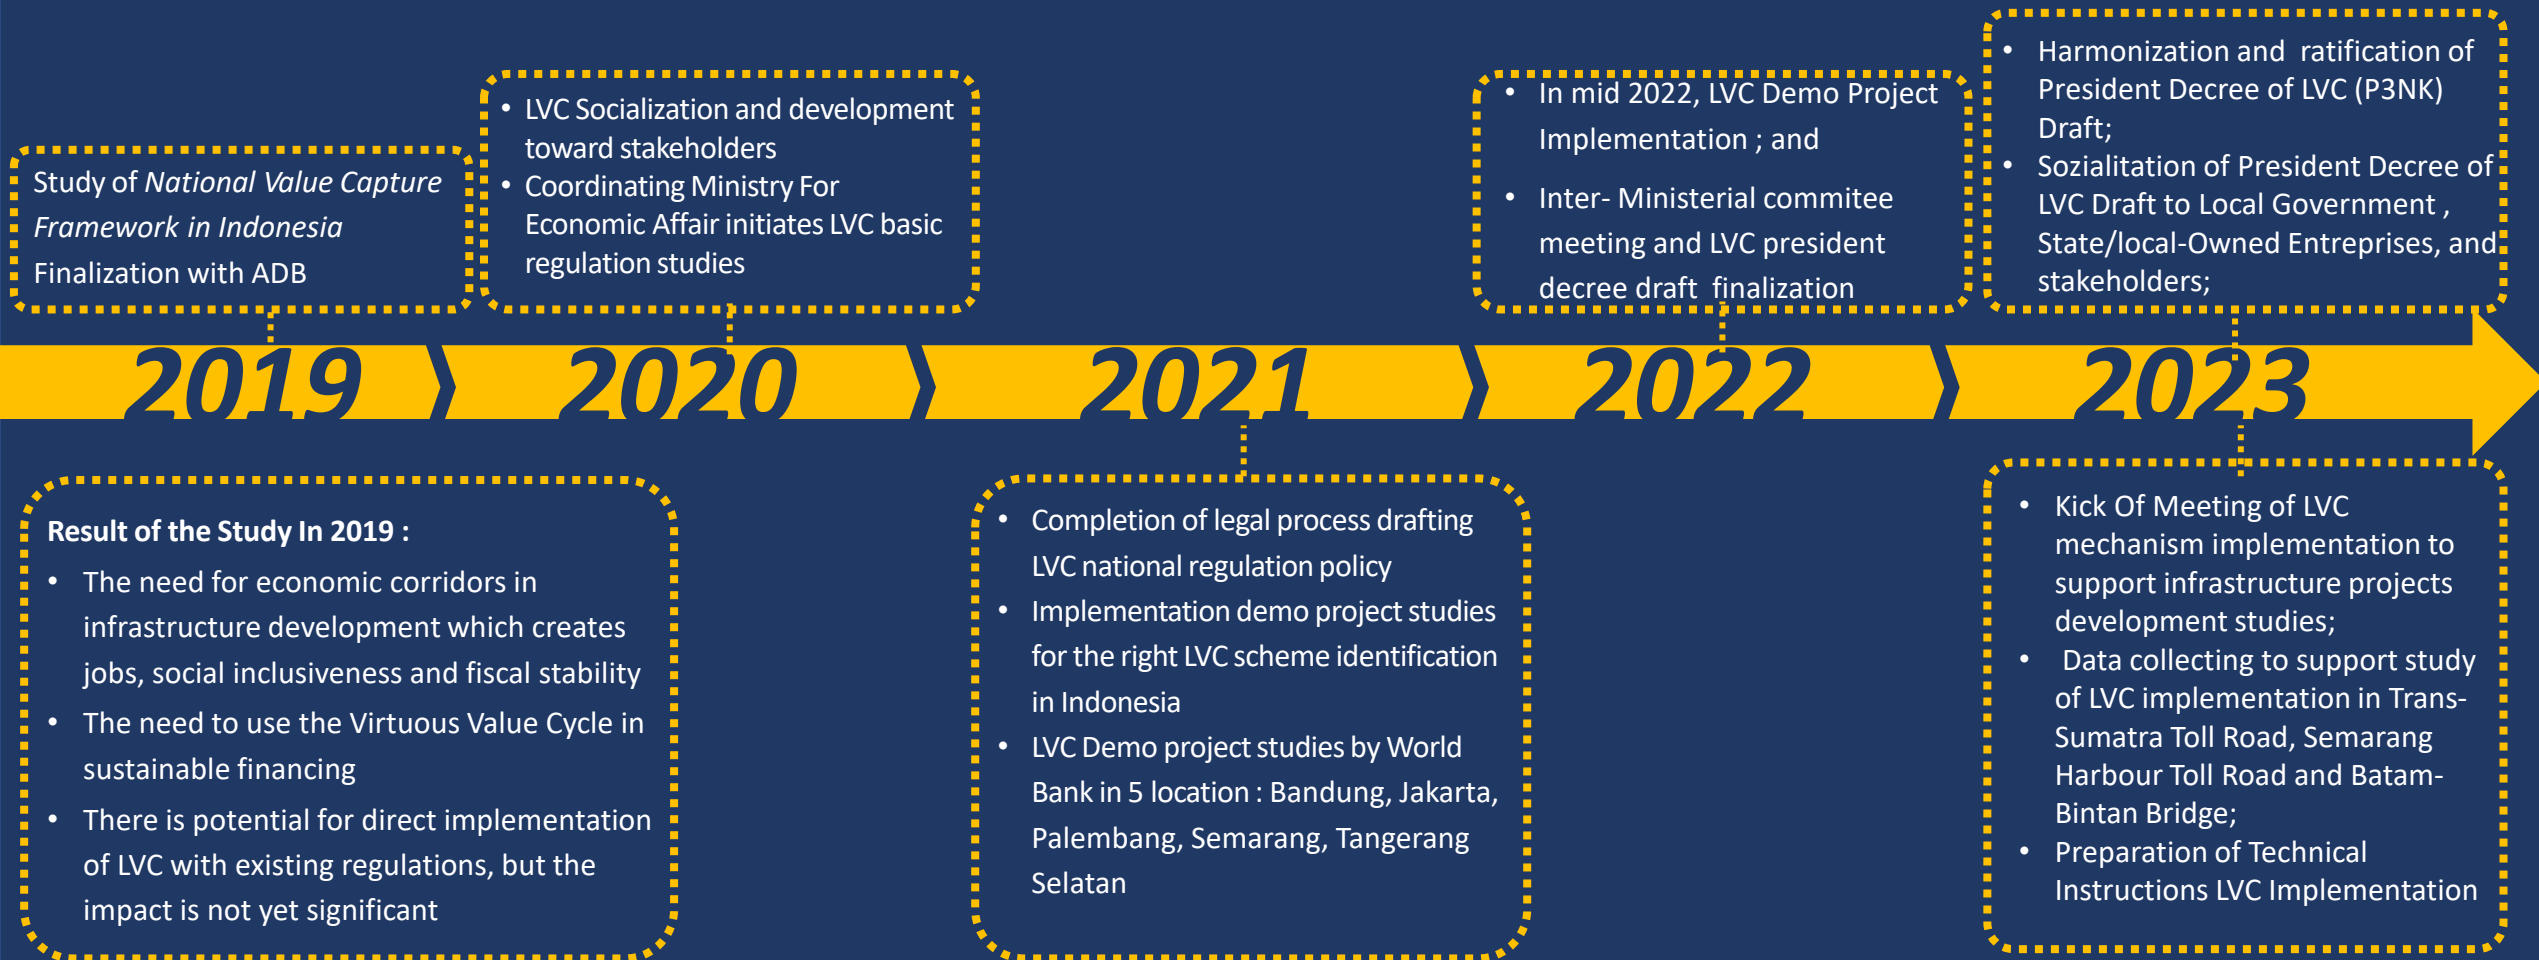 Study of National Value Capture
Framework in Indonesia
Finalization with ADB
• LVC Socialization and development
toward stakeholders
• Coordinating Ministry For
Economic Affair initiates LVC basic
regulation studies
• In mid 2022, LVC Demo Project
Implementation ; and
• Inter- Ministerial commitee
meeting and LVC president
decree draft finalization
• Harmonization and ratification of
President Decree of LVC (P3NK)
Draft;
• Sozialitation of President Decree of
LVC Draft to Local Government ,
State/local-Owned Entreprises, and
stakeholders;
2019
2020
2021
2022
2023
Result of the Study In 2019 :
• The need for economic corridors in
infrastructure development which creates
jobs, social inclusiveness and fiscal stability
• The need to use the Virtuous Value Cycle in
sustainable financing
• There is potential for direct implementation
of LVC with existing regulations, but the
impact is not yet significant
• Completion of legal process drafting
LVC national regulation policy
• Implementation demo project studies
for the right LVC scheme identification
in Indonesia
• LVC Demo project studies by World
Bank in 5 location : Bandung, Jakarta,
Palembang, Semarang, Tangerang
Selatan
• Kick Of Meeting of LVC
mechanism implementation to
support infrastructure projects
development studies;
• Data collecting to support study
of LVC implementation in Trans-
Sumatra Toll Road, Semarang
Harbour Toll Road and Batam-
Bintan Bridge;
• Preparation of Technical
Instructions LVC Implementation